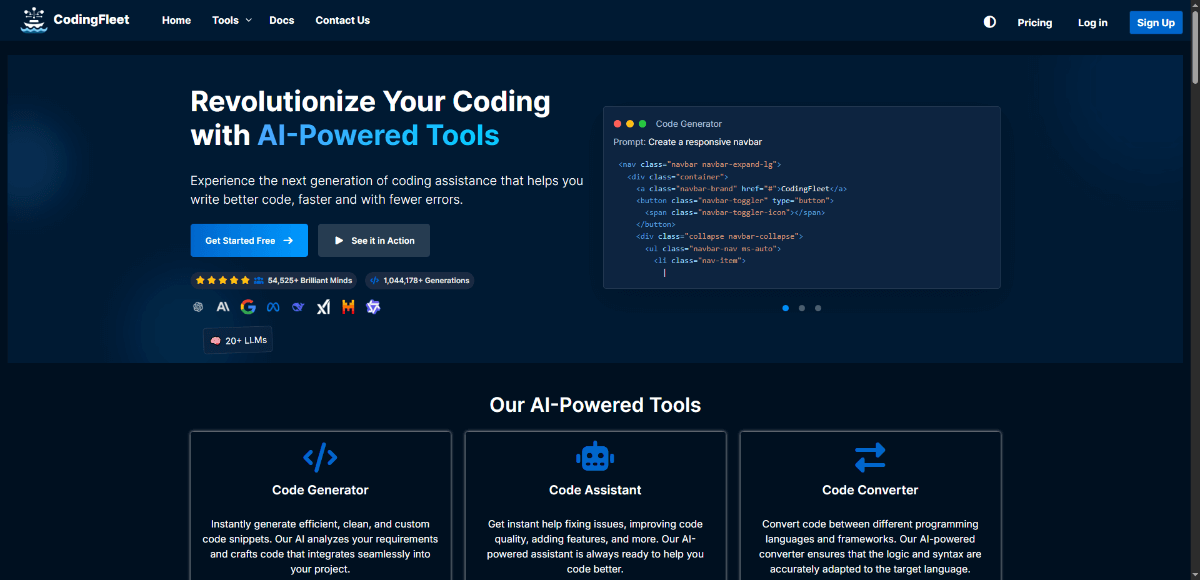 CodingFleet
Home
Tools
Docs
Contact Us
Pricing
Log in
Sign Up
Revolutionize Your Coding
with AI-Powered Tools
Experience the next generation of coding assistance that helps you
write better code, faster and with fewer errors.
Get Started Free
See it in Action
54,525+ Brilliant Minds
1,044,178+ Generations
20+ LLMs
Code Generator
Prompt: Create a responsive navbar
<nav class="navbar navbar-expand-lg">
<div class="container">
<a class="navbar-brand" href="#">CodingFleet</a>
<button class="navbar-toggler" type="button">
<span class="navbar-toggler-icon"></span>
</button>
<div class="collapse navbar-collapse">
<ul class="navbar-nav ms-auto">
<li class="nav-item">
Our AI-Powered Tools
Code Generator
Instantly generate efficient, clean, and custom
code snippets. Our AI analyzes your requirements
and crafts code that integrates seamlessly into
your project.
Code Assistant
Get instant help fixing issues, improving code
quality, adding features, and more. Our AI-
powered assistant is always ready to help you
code better.
Code Converter
Convert code between different programming
languages and frameworks. Our AI-powered
converter ensures that the logic and syntax are
accurately adapted to the target language.